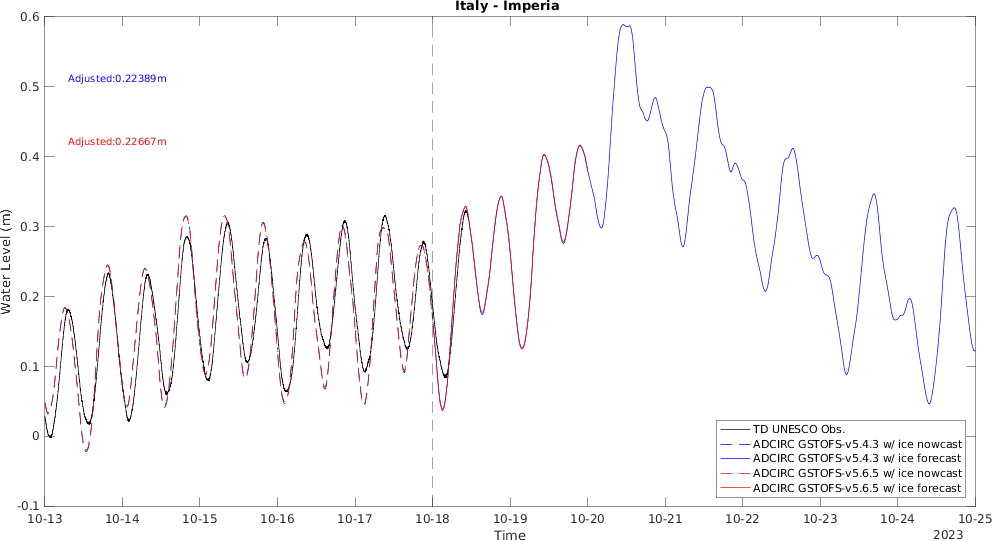 Italy - Imperia
Adjusted:0.22389m
Adjusted:0.22667m
Water Level (m)
0.6
0.5
0.4
0.3
0.2
0.1
0
-0.1
10-13 10-14 10-15 10-16 10-17 10-18 10-19 10-20 10-21 10-22 10-23 10-24 10-25
Time
2023
TD UNESCO Obs.
ADCIRC GSTOFS-v5.4.3 w/ ice nowcast
ADCIRC GSTOFS-v5.4.3 w/ ice forecast
ADCIRC GSTOFS-v5.6.5 w/ ice nowcast
ADCIRC GSTOFS-v5.6.5 w/ ice forecast